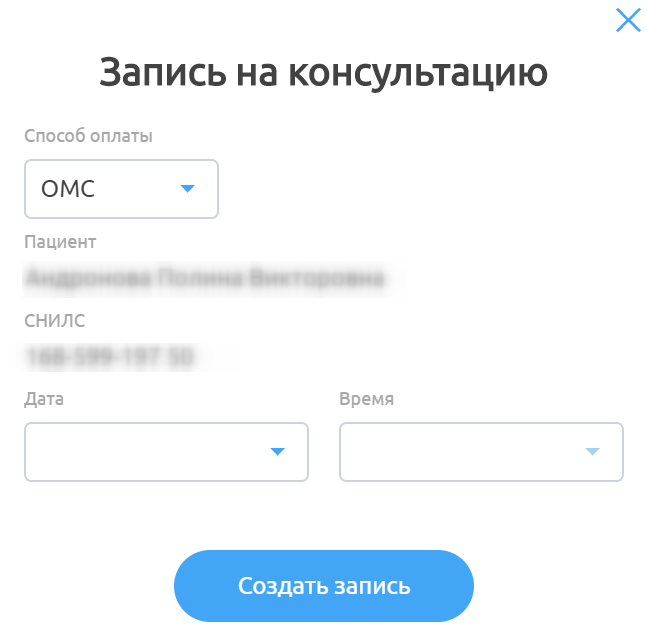 Запись на консультацию
Способ оплаты
ОМС
Пациент
СНИЛС
Дата
Время
Создать запись